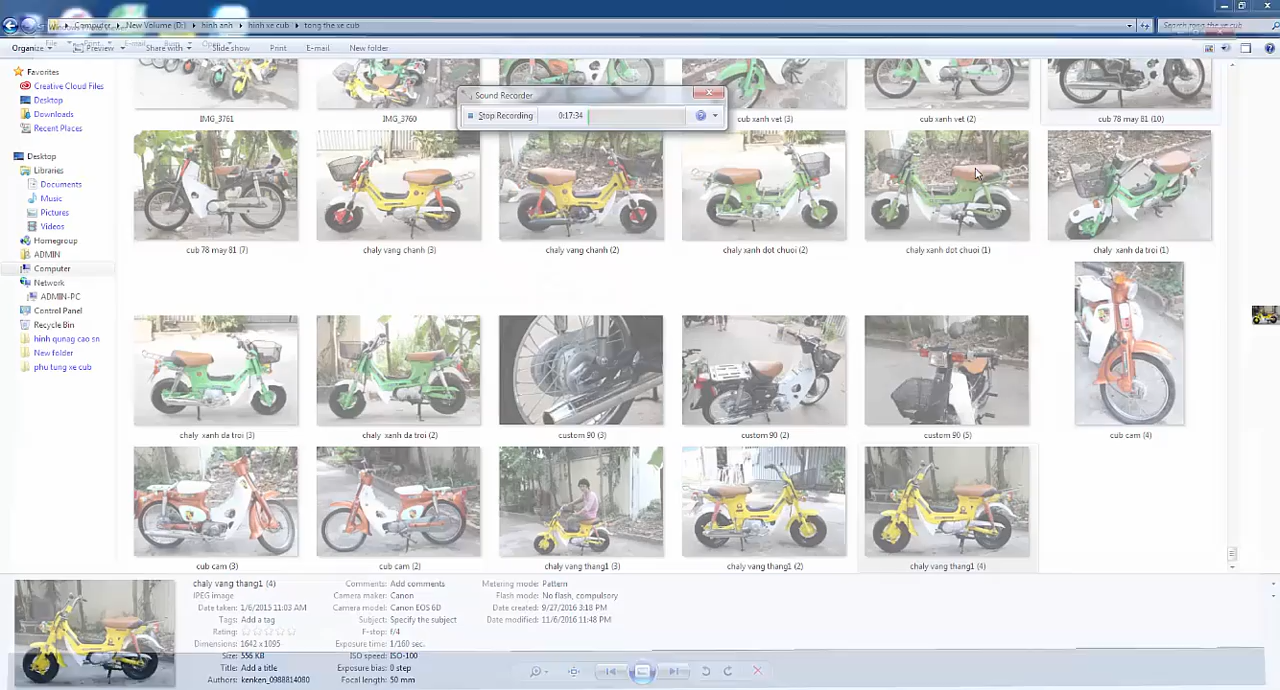 Computer ▸ New Volume (D:) ▸ hinh anh ▸ hinh xe cub ▸ tong the xe cub
Search tong the xe cub
Organize
Preview
Share with
Slide show
Print
E-mail
New folder
Favorites
Creative Cloud Files
Desktop
Downloads
Recent Places
Desktop
Libraries
Documents
Music
Pictures
Videos
Homegroup
ADMIN
Computer
Network
ADMIN-PC
Control Panel
Recycle Bin
hinh qunag cao sn
New folder
phu tung xe cub
Sound Recorder
Stop Recording
0:17:34
IMG_3761
IMG_3760
cub xanh vet (3)
cub xanh vet (2)
cub 78 may 81 (10)
cub 78 may 81 (7)
chaly vang chanh (3)
chaly vang chanh (2)
chaly xanh dot chuoi (2)
chaly xanh dot chuoi (1)
chaly xanh da troi (1)
chaly xanh da troi (3)
chaly xanh da troi (2)
custom 90 (3)
custom 90 (2)
custom 90 (5)
cub cam (4)
cub cam (3)
cub cam (2)
chaly vang thang1 (3)
chaly vang thang1 (2)
chaly vang thang1 (4)
chaly vang thang1 (4)
JPEG image
Date taken: 1/6/2015 11:03 AM
Tags: Add a tag
Rating:
Dimensions: 1642 x 1095
Size: 556 KB
Title: Add a title
Authors: kenken_0988814080
Comments: Add comments
Camera maker: Canon
Camera model: Canon EOS 6D
Subject: Specify the subject
F-stop: f/4
Exposure time: 1/160 sec.
ISO speed: ISO-100
Exposure bias: 0 step
Focal length: 50 mm
Metering mode: Pattern
Flash mode: No flash, compulsory
Date created: 9/27/2016 3:18 PM
Date modified: 11/6/2016 11:48 PM